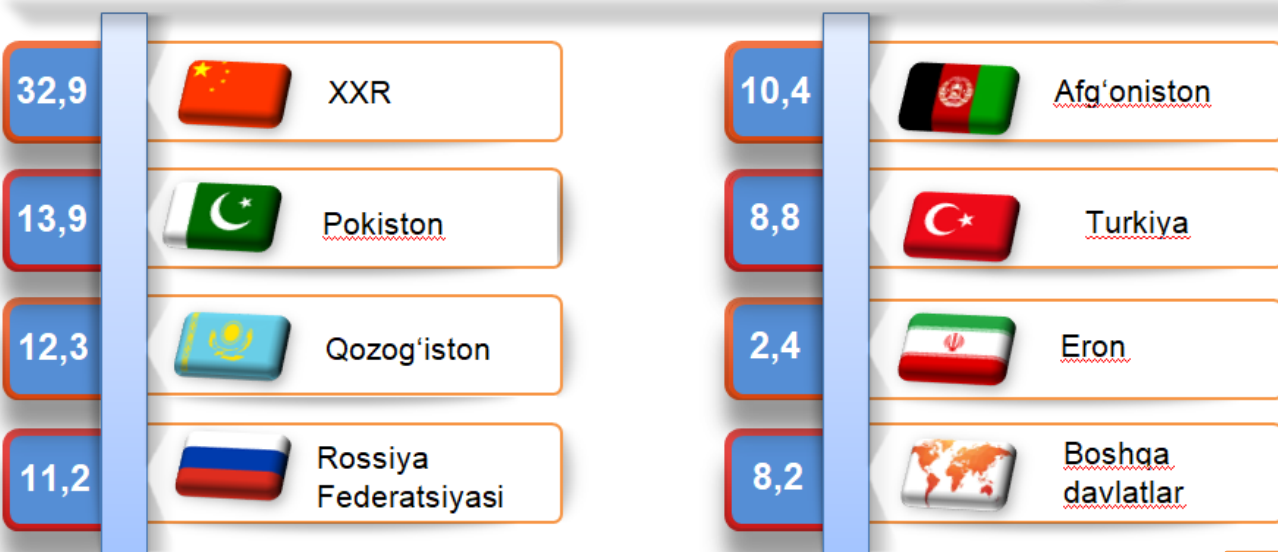 32,9
XXR
13,9
Pokiston
12,3
Qozog‘iston
11,2
Rossiya
Federatsiyasi
10,4
Afg‘oniston
8,8
Turkiya
2,4
Eron
8,2
Boshqa
davlatlar